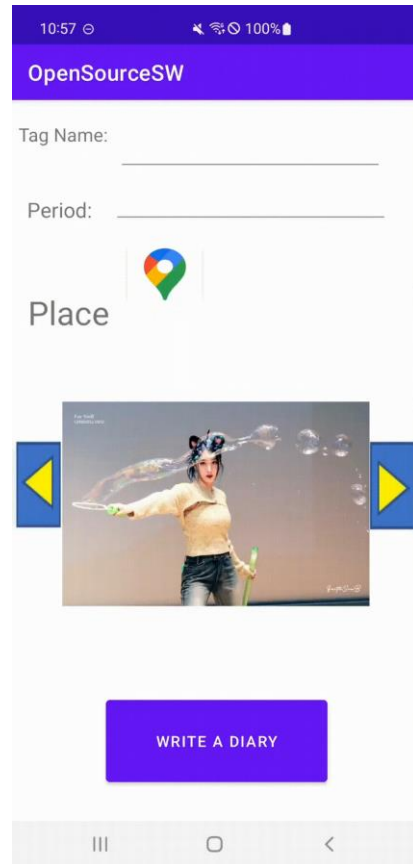 10:57
100%
OpenSourceSW
Tag Name:
Period:
Place
WRITE A DIARY